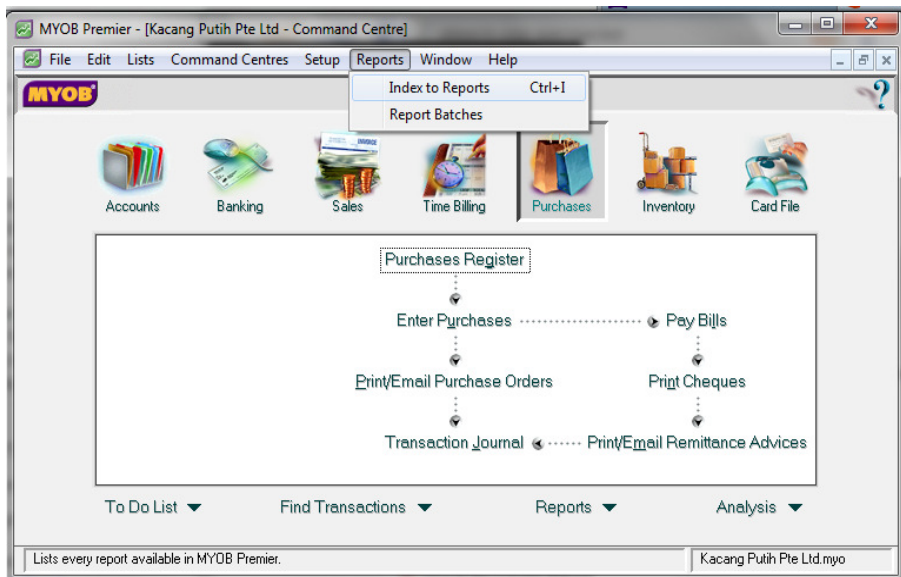 MYOB Premier - [Kacang Putih Pte Ltd - Command Centre]
File Edit Lists Command Centres Setup Reports Window Help
Index to Reports Ctrl+I
Report Batches
MYOB
?
INVOICE
Accounts Banking Sales Time Billing Purchases Inventory Card File
Purchases Register
Enter Purchases Pay Bills
Print/Email Purchase Orders Print Cheques
Transaction Journal Print/Email Remittance Advices
To Do List Find Transactions Reports Analysis
Lists every report available in MYOB Premier. Kacang Putih Pte Ltd.myo